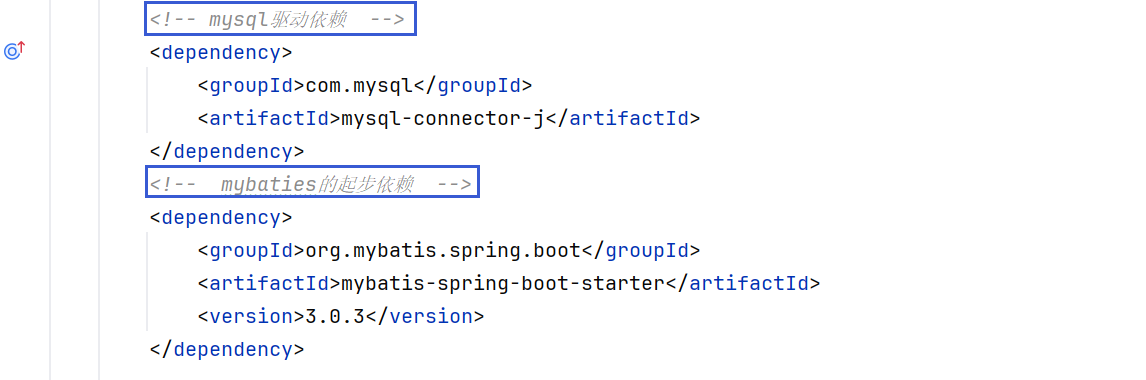 <!-- mysql驱动依赖  -->
<dependency>
    <groupId>com.mysql</groupId>
    <artifactId>mysql-connector-j</artifactId>
</dependency>
<!--  mybaties的起步依赖  -->
<dependency>
    <groupId>org.mybatis.spring.boot</groupId>
    <artifactId>mybatis-spring-boot-starter</artifactId>
    <version>3.0.3</version>
</dependency>